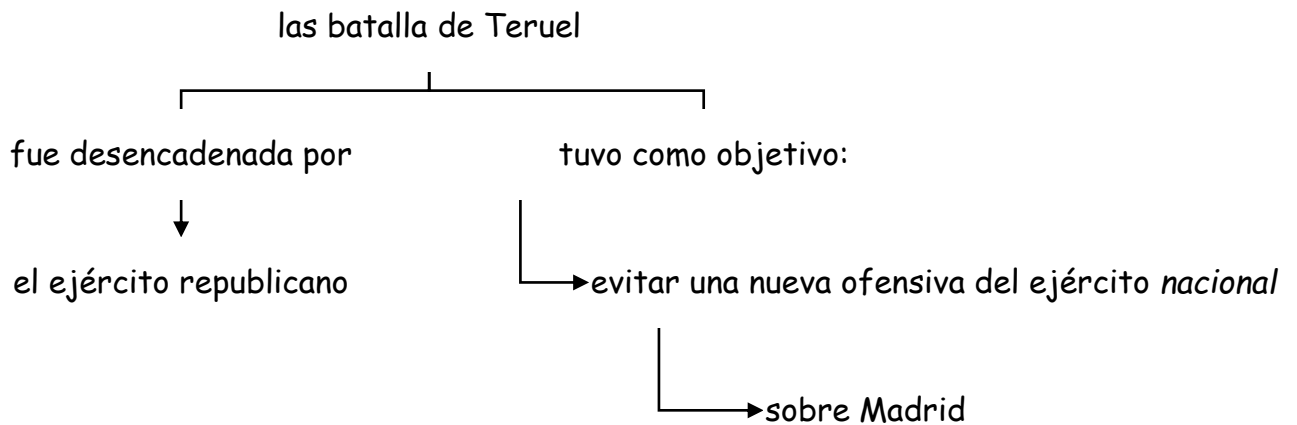 las batalla de Teruel
fue desencadenada por
tuvo como objetivo:
el ejército republicano
evitar una nueva ofensiva del ejército nacional
sobre Madrid